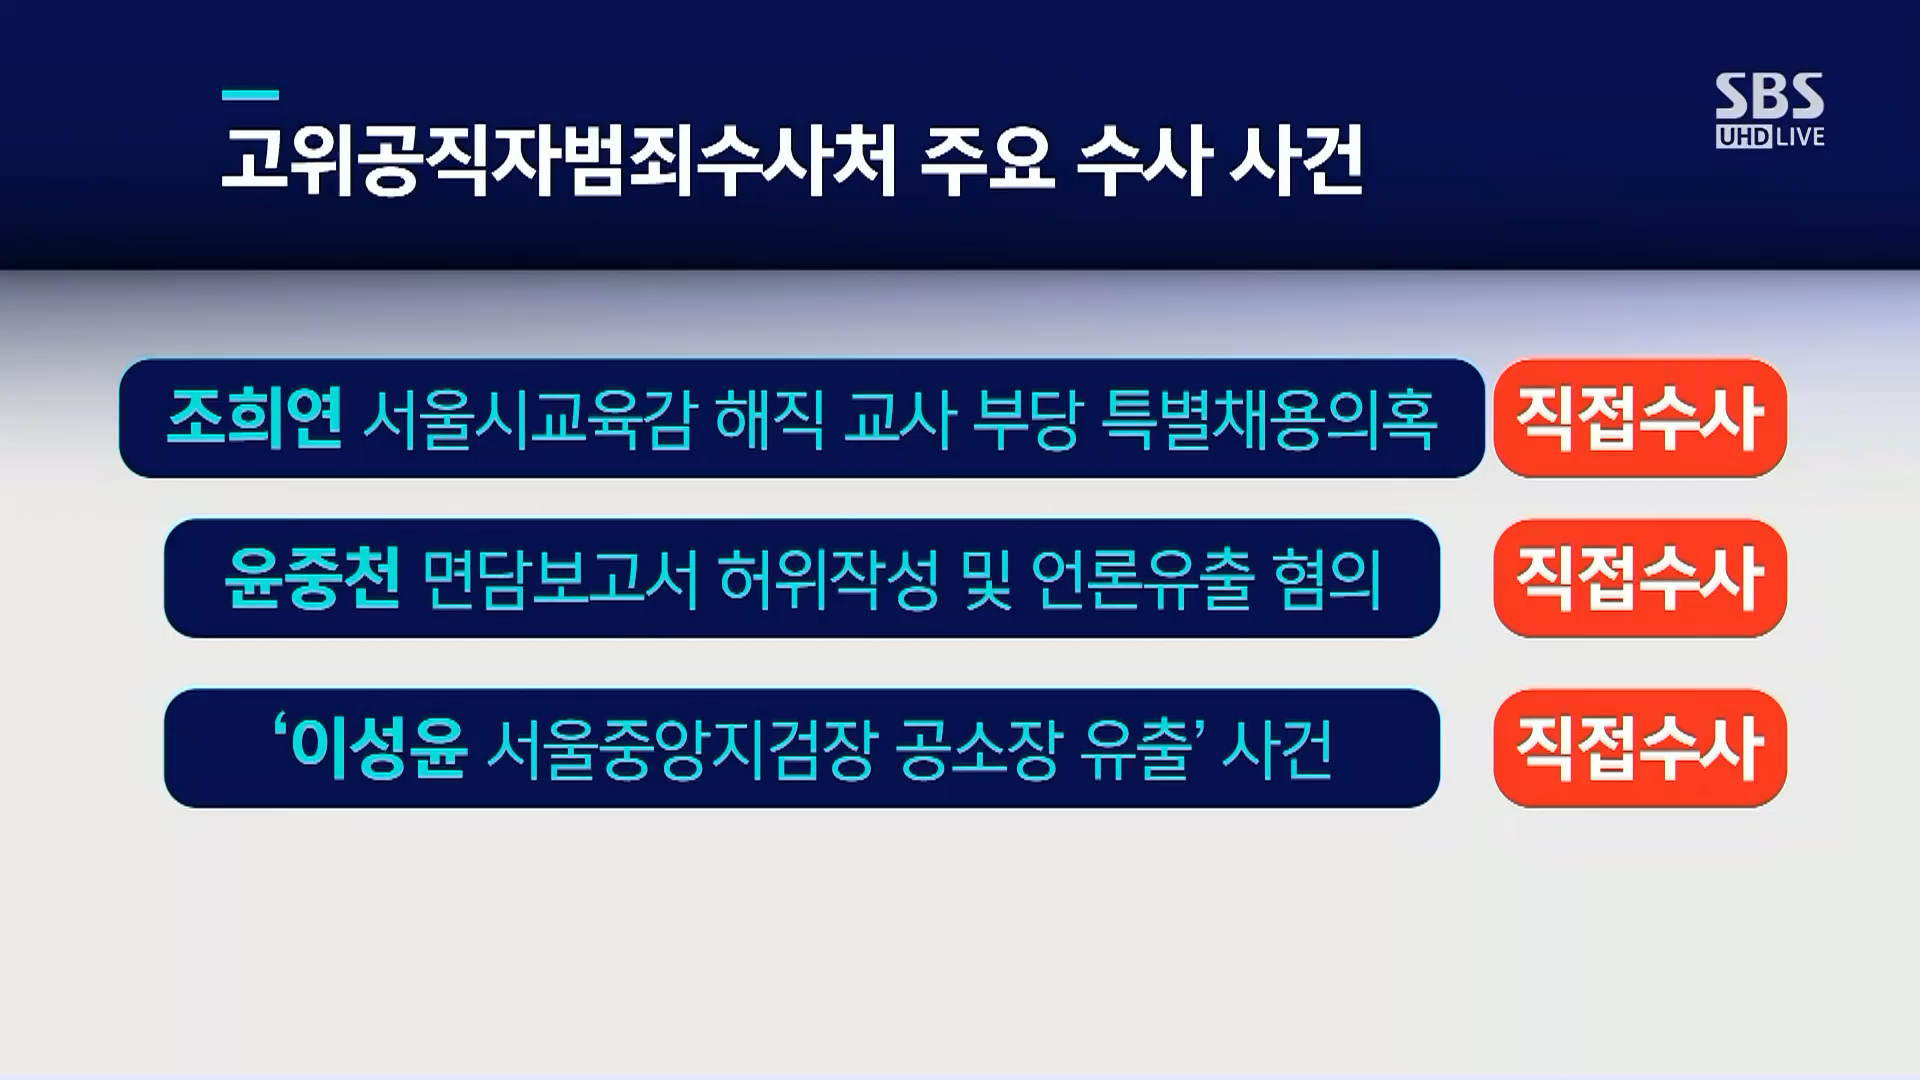 SBS
UHD LIVE
고위공직자범죄수사처 주요 수사 사건
조희연 서울시교육감 해직 교사 부당 특별채용의혹 직접수사
윤중천 면담보고서 허위작성 및 언론유출 혐의 직접수사
‘이성윤 서울중앙지검장 공소장 유출’ 사건 직접수사